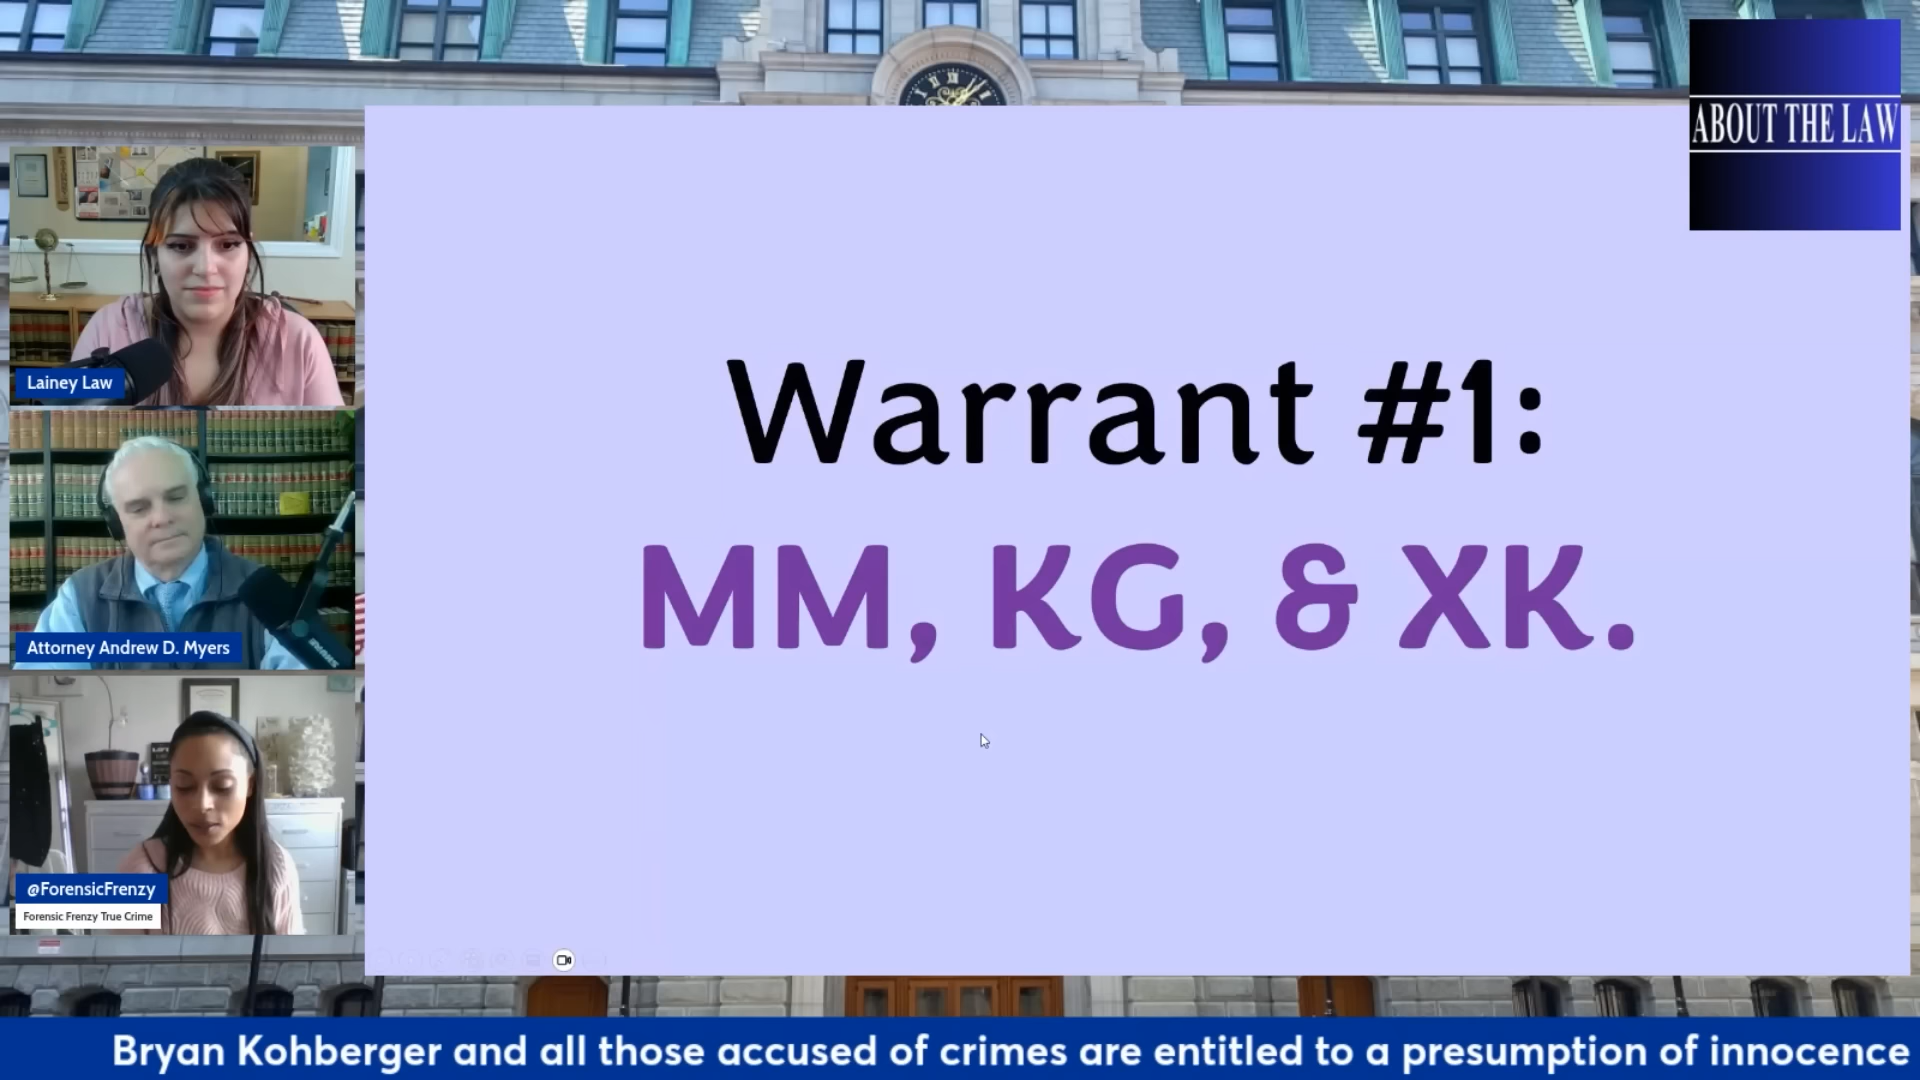 ABOUT THE LAW
Lainey Law
Attorney Andrew D. Myers
@ForensicFrenzy
Forensic Frenzy True Crime
Warrant #1:
MM, KG, & XK.
Bryan Kohberger and all those accused of crimes are entitled to a presumption of innocence